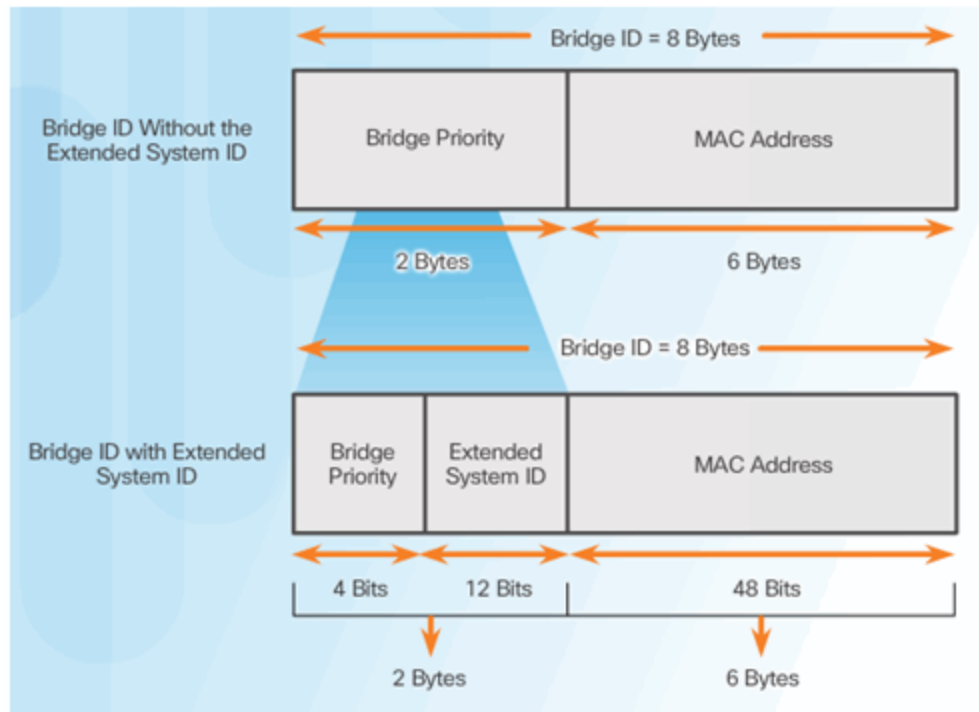 Bridge ID = 8 Bytes
Bridge ID Without the
Extended System ID
Bridge Priority
MAC Address
2 Bytes
6 Bytes
Bridge ID = 8 Bytes
Bridge ID with Extended
System ID
Bridge
Priority
Extended
System ID
MAC Address
4 Bits
12 Bits
48 Bits
2 Bytes
6 Bytes